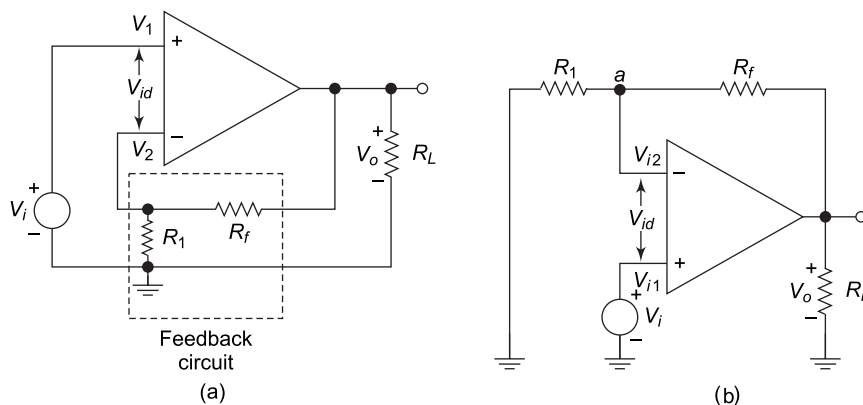 V1
+
Vid
−
V2
+
Vi
−
R1
Rf
+
Vo
−
RL
Feedback
circuit
(a)
R1
a
Rf
Vi2
−
Vid
+
Vi1
+
Vi
−
+
Vo
−
(b)